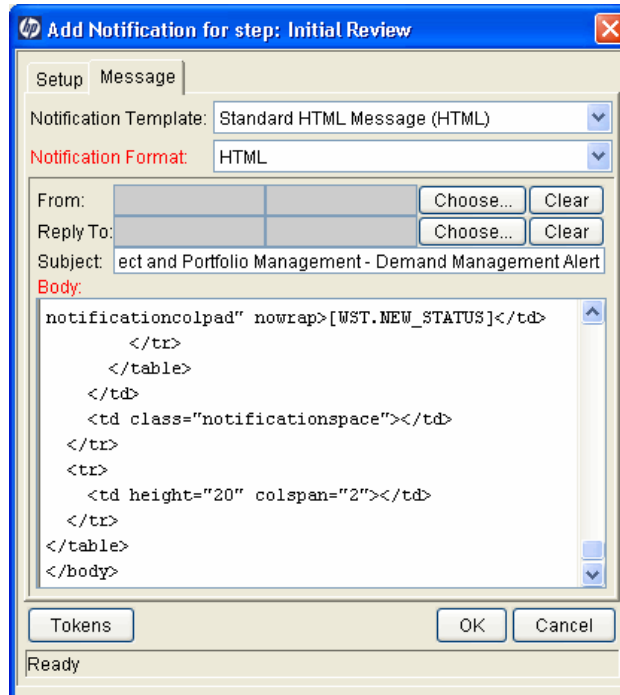 hp Add Notification for step: Initial Review
Setup Message
Notification Template: Standard HTML Message (HTML)
Notification Format: HTML
From: Choose... Clear
Reply To: Choose... Clear
Subject: ect and Portfolio Management - Demand Management Alert
Body:
notificationcolpad" nowrap>[WST.NEW_STATUS]</td>
</tr>
</table>
</td>
<td class="notificationspace"></td>
</tr>
<tr>
<td height="20" colspan="2"></td>
</tr>
</table>
</body>
Tokens OK Cancel
Ready